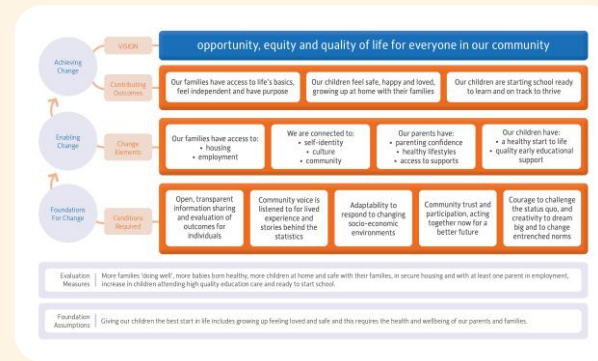 VISION
opportunity, equity and quality of life for everyone in our community
Achieving
Change
Contributing
Outcomes
Our families have access to life's basics,
feel independent and have purpose
Our children feel safe, happy and loved,
growing up at home with their families
Our children are starting school ready
to learn and on track to thrive
Enabling
Change
Change
Elements
Our families have access to:
• housing
• employment
We are connected to:
• self-identity
• culture
• community
Our parents have:
• parenting confidence
• healthy lifestyles
• access to supports
Our children have:
• a healthy start to life
• quality early educational
support
Foundations
For Change
Conditions
Required
Open, transparent
information sharing
and evaluation of
outcomes for
individuals
Community voice is
listened to for lived
experience and
stories behind the
statistics
Adaptability to
respond to changing
socio-economic
environments
Community trust and
participation, acting
together now for a
better future
Courage to challenge
the status quo, and
creativity to dream
big and to change
entrenched norms
Evaluation
Measures
More families 'doing well', more babies born healthy, more children at home and safe with their families, in secure housing and with at least one parent in employment,
increase in children attending high quality education care and ready to start school.
Foundation
Assumptions
Giving our children the best start in life includes growing up feeling loved and safe and this requires the health and wellbeing of our parents and families.